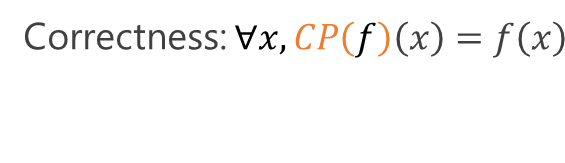 Correctness: ∀x, CP(f)(x) = f(x)